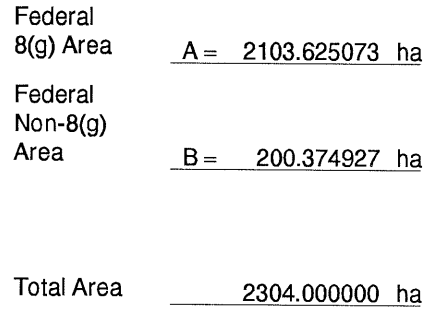 Federal
8(g) Area A = 2103.625073 ha
Federal
Non-8(g)
Area B = 200.374927 ha
Total Area 2304.000000 ha